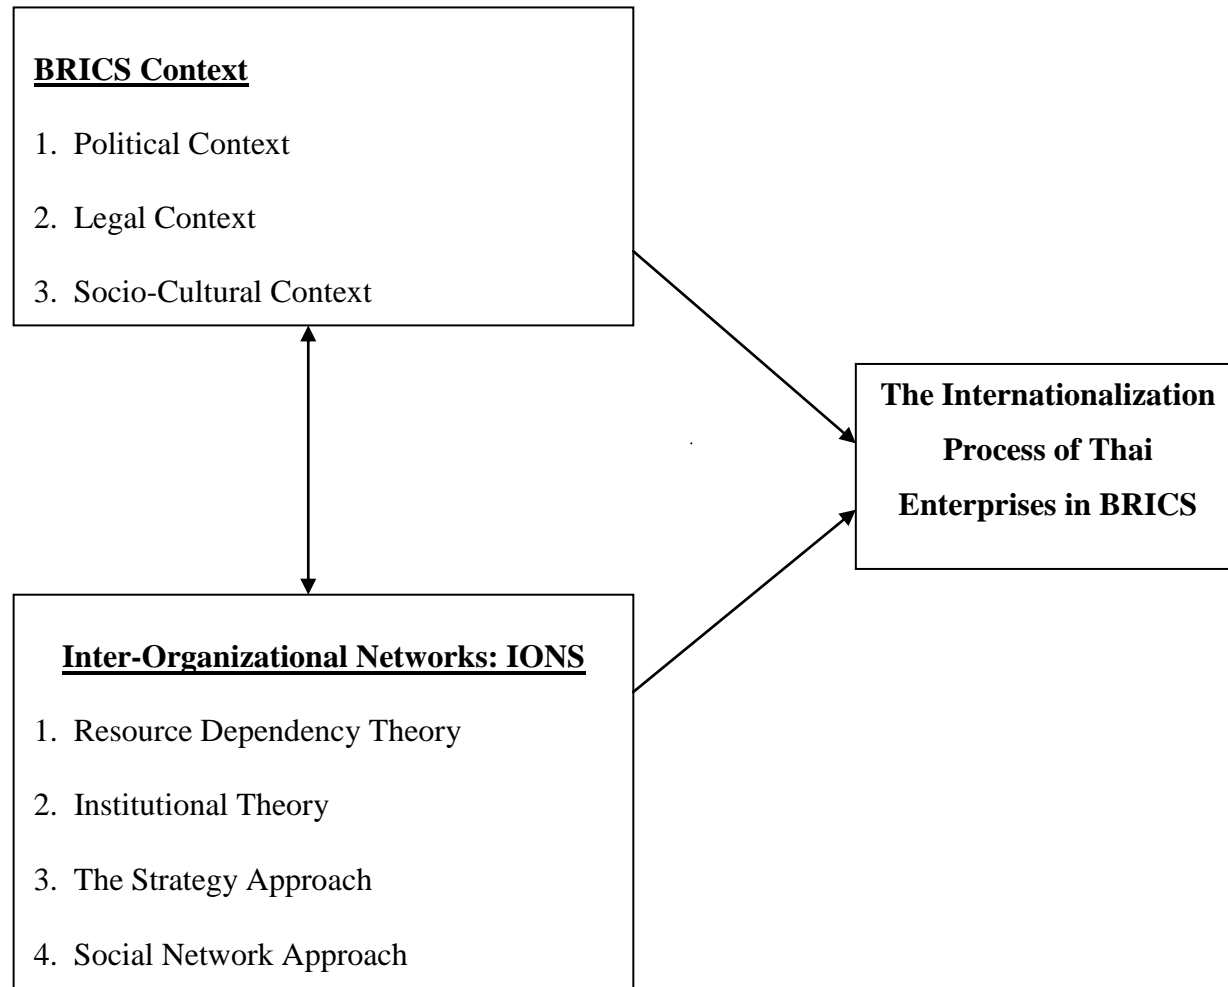 BRICS Context
1. Political Context
2. Legal Context
3. Socio-Cultural Context
The Internationalization
Process of Thai
Enterprises in BRICS
Inter-Organizational Networks: IONS
1. Resource Dependency Theory
2. Institutional Theory
3. The Strategy Approach
4. Social Network Approach